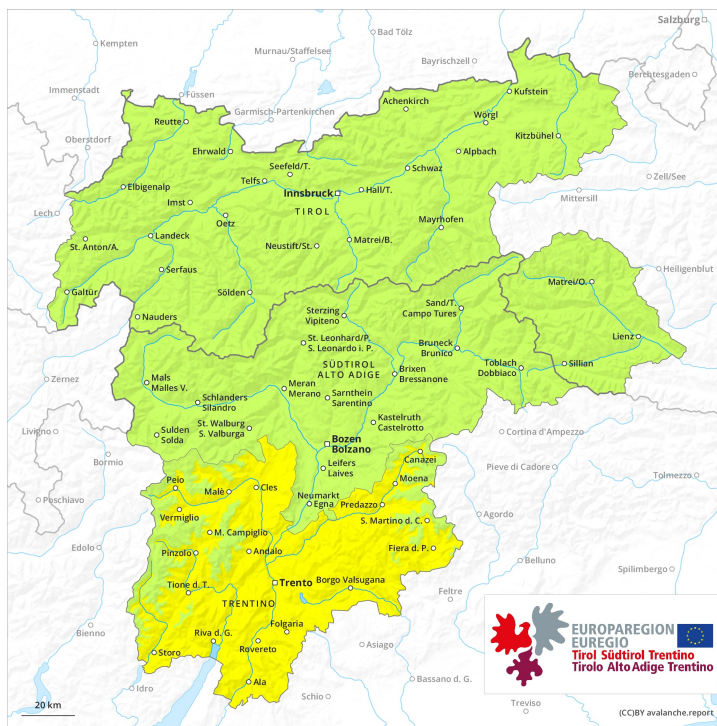 Salzburg
Kempten
Bad Tölz
Murnau/Staffelsee
Bayrischzell
Berchtesgaden
Immenstadt
Füssen
Kufstein
Achenkirch
Garmisch-Partenkirchen
Reutte
Wörgl
Oberstdorf
Kitzbühel
Ehrwald
Alpbach
Seefeld/T.
Schwaz
Zell/See
Telfs
Elbigenalp
Innsbruck
Hall/T.
Mittersill
Imst
TIROL
Lech
Oetz
Mayrhofen
Landeck
St. Anton/A.
Neustift/St.
Matrei/B.
Serfaus
Heiligenblut
Matrei/O.
Galtür
Sölden
Sand/T.
Campo Tures
Nauders
Sterzing
Vipiteno
Lienz
St. Leonhard/P.
S. Leonardo i. P.
Bruneck
Brunico
SÜDTIROL
ALTO ADIGE
Brixen
Bressanone
Toblach
Dobbiaco
Sillian
Zernez
Mals
Malles V.
Meran
Merano
Sarnthein
Sarentino
Schlanders
Silandro
Kastelruth
Castelrotto
St. Walburg
S. Valburga
Livigno
Sulden
Solda
Cortina d'Ampezzo
Bozen
Bolzano
Bormio
Canazei
Leifers
Laives
Pieve di Cadore
Tolmezzo
Peio
Malè
Cles
Moena
Poschiavo
Neumarkt
Egna
Predazzo
Vermiglio
Agordo
S. Martino d. C.
M. Campiglio
Edolo
Pinzolo
Andalo
Fiera d. P.
Belluno
Spilimbergo
Tione d. T.
Trento
Borgo Valsugana
Feltre
TRENTINO
Bienno
Folgaria
Riva d. G.
Rovereto
Storo
Asiago
Idro
Ala
Bassano d. G.
Schio
Treviso
EUROPAREGION
EUREGIO
Tirol Südtirol Trentino
Tirolo Alto Adige Trentino
20 km
(CC)BY avalanche.report